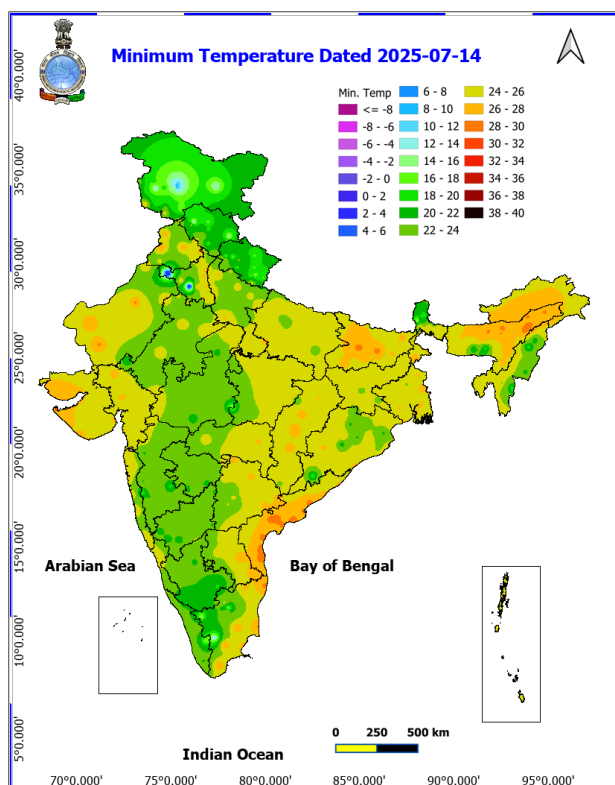 Minimum Temperature Dated 2025-07-14
Min. Temp
<= -8
-8 - -6
-6 - -4
-4 - -2
-2 - 0
0 - 2
2 - 4
4 - 6
6 - 8
8 - 10
10 - 12
12 - 14
14 - 16
16 - 18
18 - 20
20 - 22
22 - 24
24 - 26
26 - 28
28 - 30
30 - 32
32 - 34
34 - 36
36 - 38
38 - 40
40°0.000'
35°0.000'
30°0.000'
25°0.000'
20°0.000'
15°0.000'
10°0.000'
5°0.000'
Arabian Sea
Bay of Bengal
Indian Ocean
0 250 500 km
70°0.000' 75°0.000' 80°0.000' 85°0.000' 90°0.000' 95°0.000'